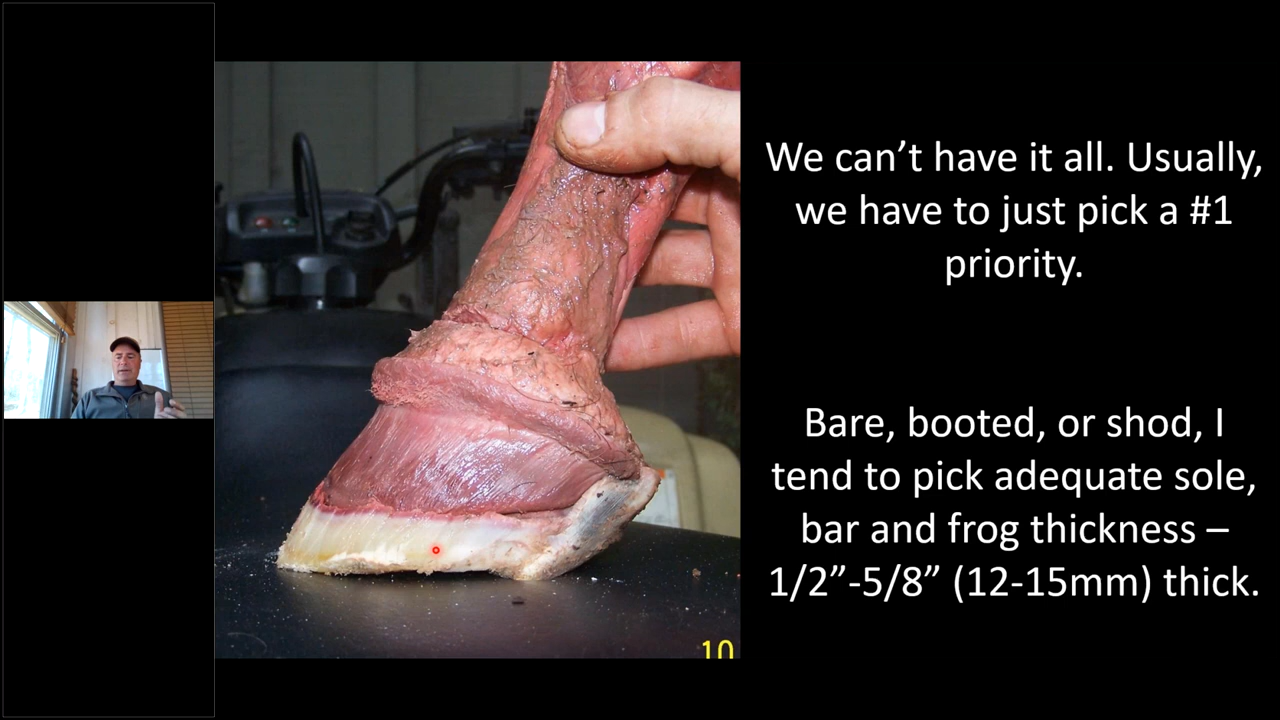 We can’t have it all. Usually,
we have to just pick a #1
priority.
Bare, booted, or shod, I
tend to pick adequate sole,
bar and frog thickness –
1/2”-5/8” (12-15mm) thick.
10